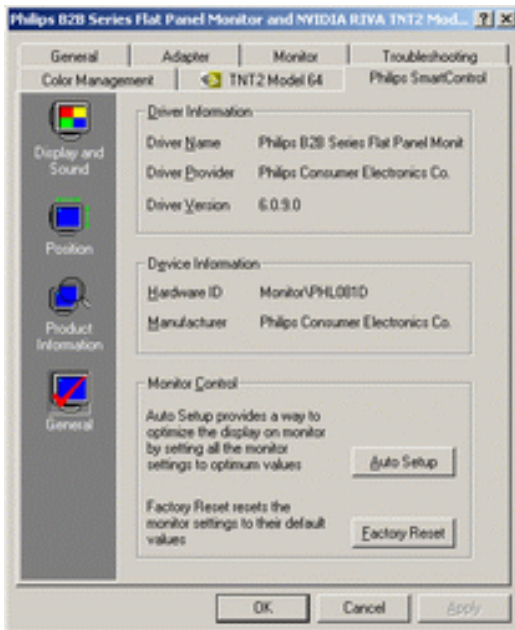 Philips B2B Series Flat Panel Monitor and NVIDIA RIVA TNT2 Mod...
General Adapter Monitor Troubleshooting
Color Management TNT2 Model 64 Philips SmartControl
Display and
Sound
Position
Product
Information
General
Driver Information
Driver Name Philips B2B Series Flat Panel Monit
Driver Provider Philips Consumer Electronics Co.
Driver Version 6.0.9.0
Device Information
Hardware ID Monitor\PHL081D
Manufacturer Philips Consumer Electronics Co.
Monitor Control
Auto Setup provides a way to
optimize the display on monitor
by setting all the monitor
settings to optimum values
Auto Setup
Factory Reset resets the
monitor settings to their default
values
Factory Reset
OK Cancel Apply